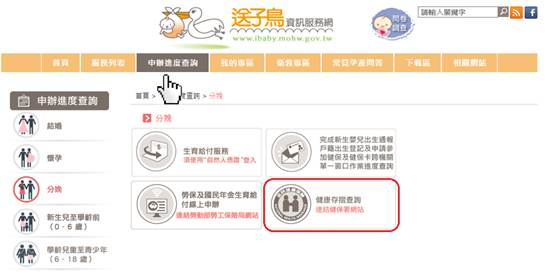 送子鳥 資訊服務網
www.ibaby.mohw.gov.tw
問卷
調查
請輸入關鍵字
首頁
服務列表
申辦進度查詢
我的專區
衛教專區
常見孕產問答
下載區
相關網站
申辦進度查詢
首頁 > 度查詢 > 分娩
結婚
懷孕
分娩
新生兒至學齡前
(0-6 歲)
學齡兒童至青少年
(6-18 歲)
分娩
生育給付服務
須使用"自然人憑證"登入
完成新生嬰兒出生通報
戶籍出生登記及申請參
加健保及健保卡跨機關
單一窗口作業進度查詢
勞保及國民年金生育給
付線上申辦
連結勞動部勞工保險局網站
健康存摺查詢
連結健保署網站